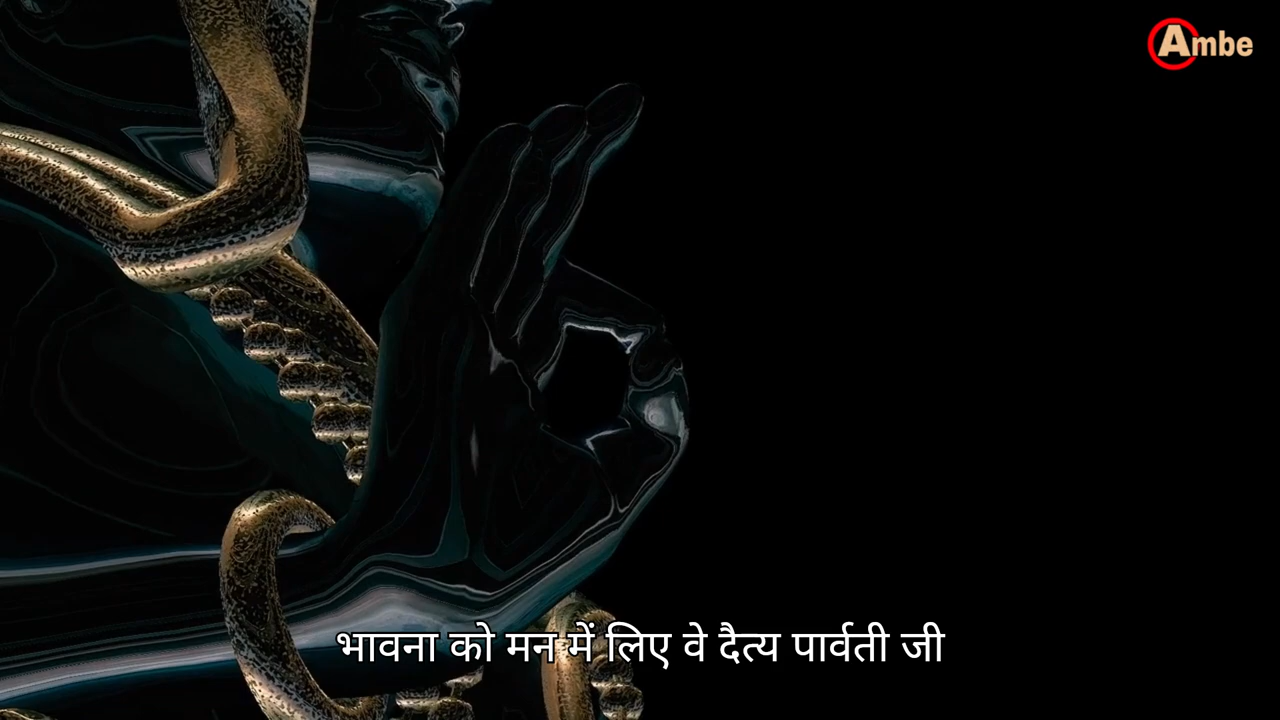 Ambe
भावना को मन में लिए वे दैत्य पार्वती जी